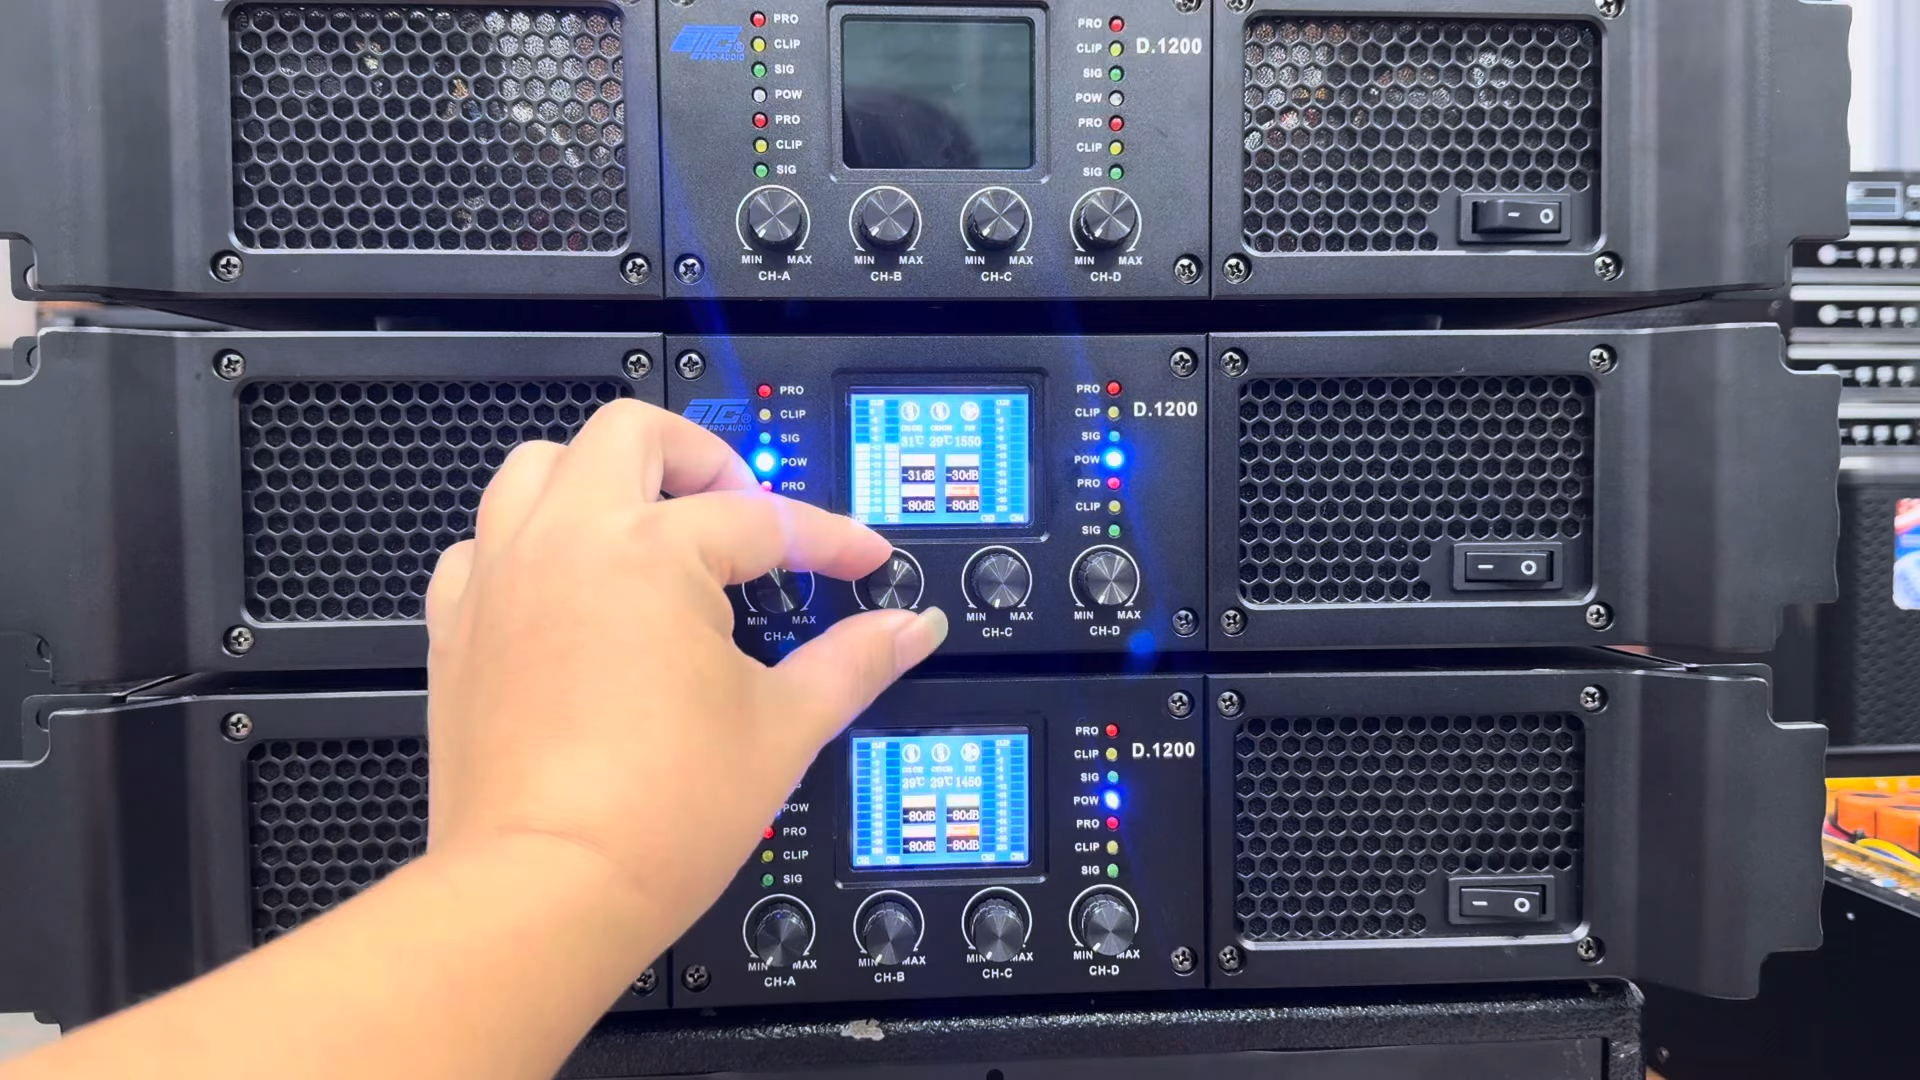 PRO
CLIP
SIG
POW
PRO
CLIP
SIG
PRO-AUDIO
PRO
CLIP
SIG
POW
PRO
CLIP
SIG
D.1200
MIN MAX
CH-A
MIN MAX
CH-B
MIN MAX
CH-C
MIN MAX
CH-D
PRO
CLIP
SIG
POW
PRO
PRO-AUDIO
31℃ 29℃ 1550
-31dB -30dB
-80dB -80dB
PRO
CLIP
SIG
POW
PRO
CLIP
SIG
D.1200
MIN MAX
CH-A
MIN MAX
CH-C
MIN MAX
CH-D
POW
PRO
CLIP
SIG
29℃ 29℃ 1450
-80dB -80dB
-80dB -80dB
PRO
CLIP
SIG
POW
PRO
CLIP
SIG
D.1200
MIN MAX
CH-A
MIN MAX
CH-B
MIN MAX
CH-C
MIN MAX
CH-D